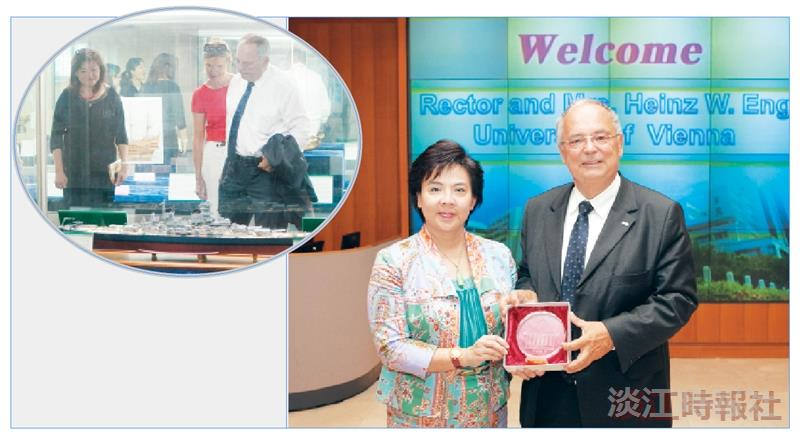 Welcome
Rector and Mrs. Heinz W. Eng
University of Vienna
淡江時報社